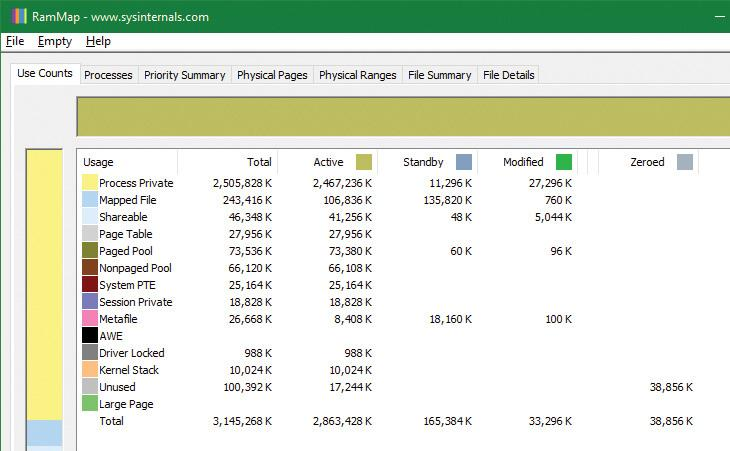 RamMap - www.sysinternals.com
File Empty Help
Use Counts Processes Priority Summary Physical Pages Physical Ranges File Summary File Details
Usage Total Active Standby Modified Zeroed
Process Private 2,505,828 K 2,467,236 K 11,296 K 27,296 K
Mapped File 243,416 K 106,836 K 135,820 K 760 K
Shareable 46,348 K 41,256 K 48 K 5,044 K
Page Table 27,956 K 27,956 K
Paged Pool 73,536 K 73,380 K 60 K 96 K
Nonpaged Pool 66,120 K 66,108 K
System PTE 25,164 K 25,164 K
Session Private 18,828 K 18,828 K
Metafile 26,668 K 8,408 K 18,160 K 100 K
AWE
Driver Locked 988 K 988 K
Kernel Stack 10,024 K 10,024 K
Unused 100,392 K 17,244 K 38,856 K
Large Page
Total 3,145,268 K 2,863,428 K 165,384 K 33,296 K 38,856 K